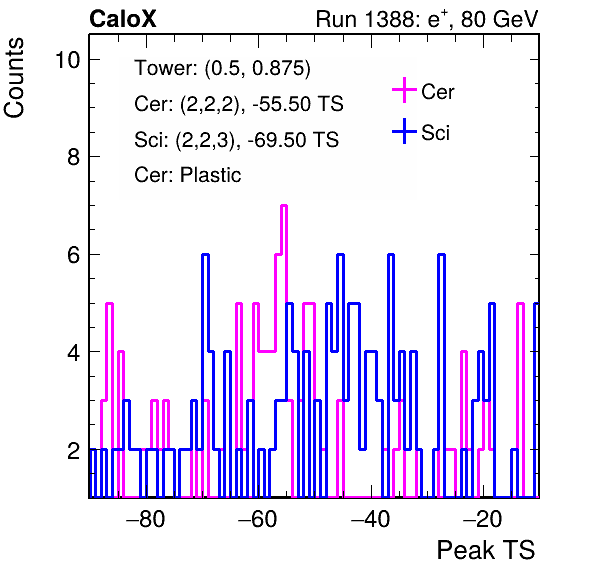 CaloX Run 1388: e+, 80 GeV
Counts
Tower: (0.5, 0.875)
Cer: (2,2,2), -55.50 TS
Sci: (2,2,3), -69.50 TS
Cer: Plastic
Cer
Sci
10
8
6
4
2
−80 −60 −40 −20
Peak TS